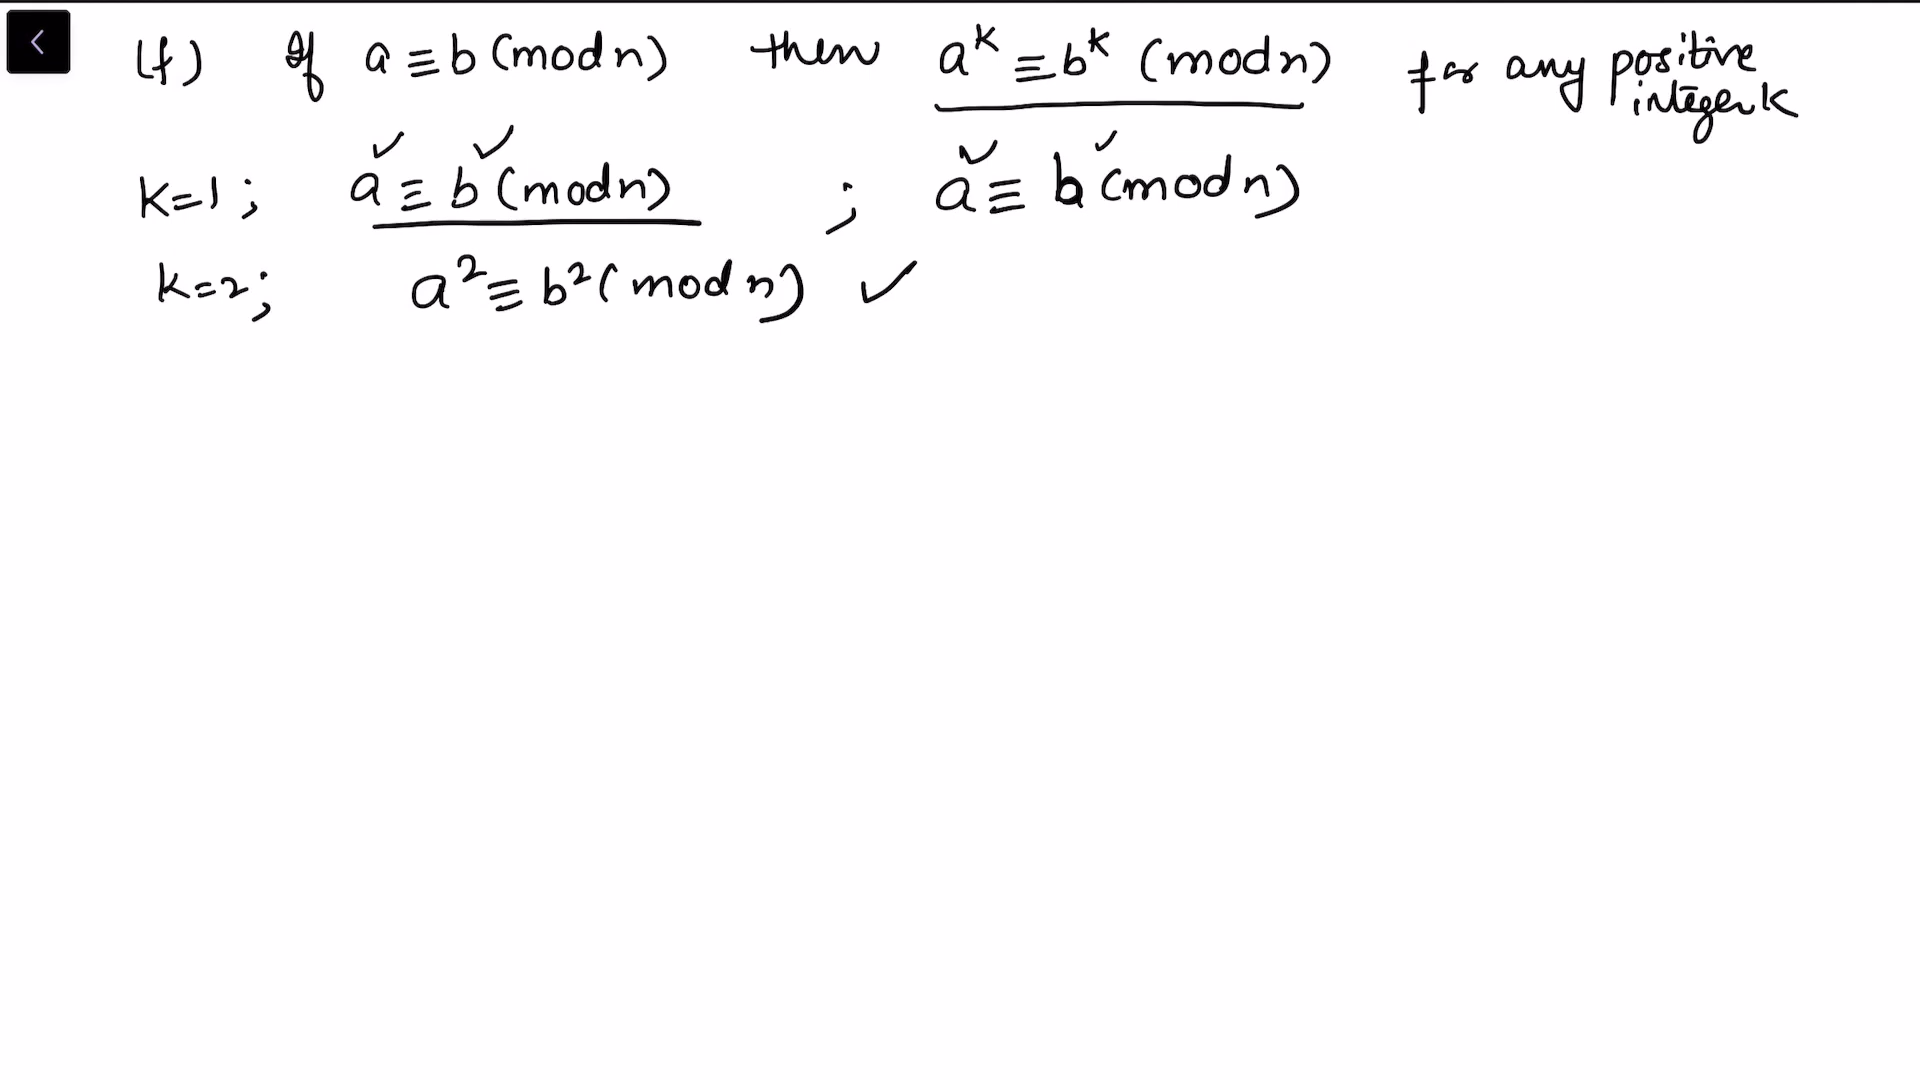 (f) If a ≡ b (mod n) then a^k ≡ b^k (mod n) for any positive integer k
k=1; a ≡ b (mod n) ; a ≡ b (mod n)
k=2; a² ≡ b² (mod n) ✓